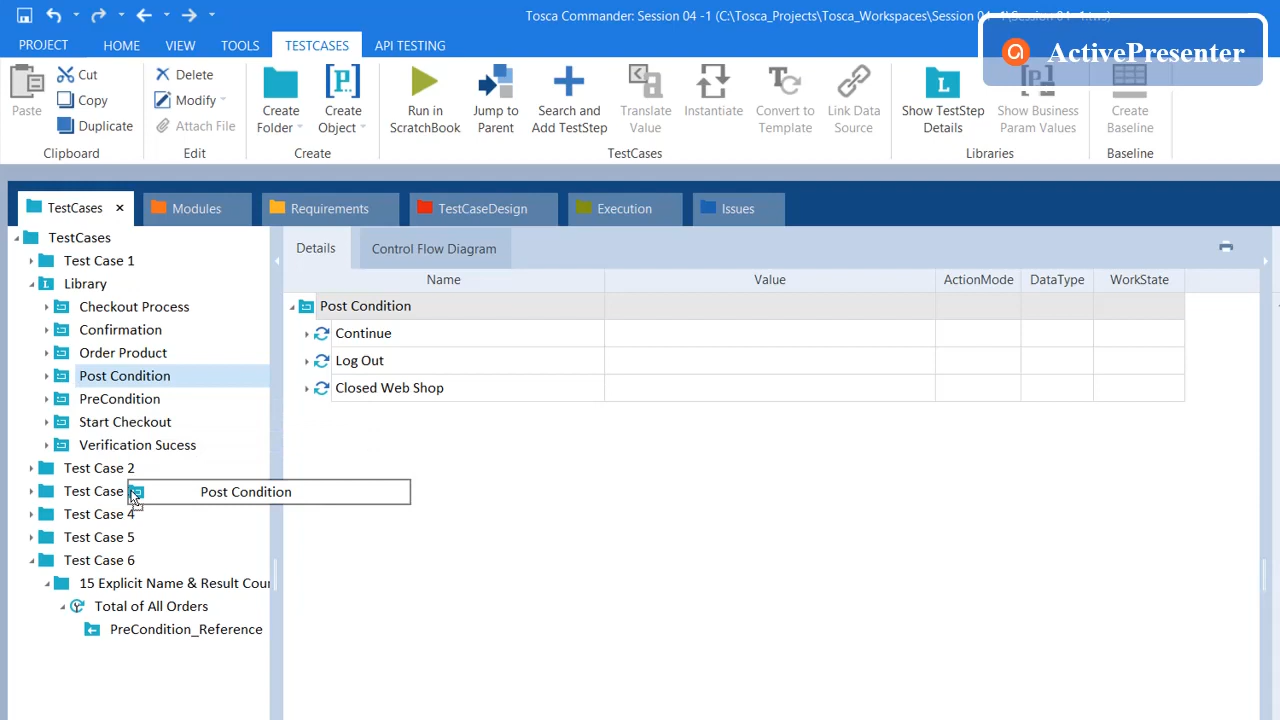 Tosca Commander: Session 04 -1 (C:\Tosca_Projects\Tosca_Workspaces\Session 04 -1\Session 04 -1.tws)
ActivePresenter
PROJECT HOME VIEW TOOLS TESTCASES API TESTING
Paste
Cut
Copy
Duplicate
Clipboard
Delete
Modify
Attach File
Edit
Create Folder
Create Object
Create
Run in ScratchBook
Jump to Parent
Search and Add TestStep
Translate Value
Instantiate
Convert to Template
Link Data Source
TestCases
Show TestStep Details
Show Business Param Values
Libraries
Create Baseline
Baseline
TestCases × Modules Requirements TestCaseDesign Execution Issues
TestCases
Test Case 1
Library
Checkout Process
Confirmation
Order Product
Post Condition
PreCondition
Start Checkout
Verification Sucess
Test Case 2
Test Case
Post Condition
Test Case 4
Test Case 5
Test Case 6
15 Explicit Name & Result Cour
Total of All Orders
PreCondition_Reference
Details Control Flow Diagram
Name Value ActionMode DataType WorkState
Post Condition
Continue
Log Out
Closed Web Shop